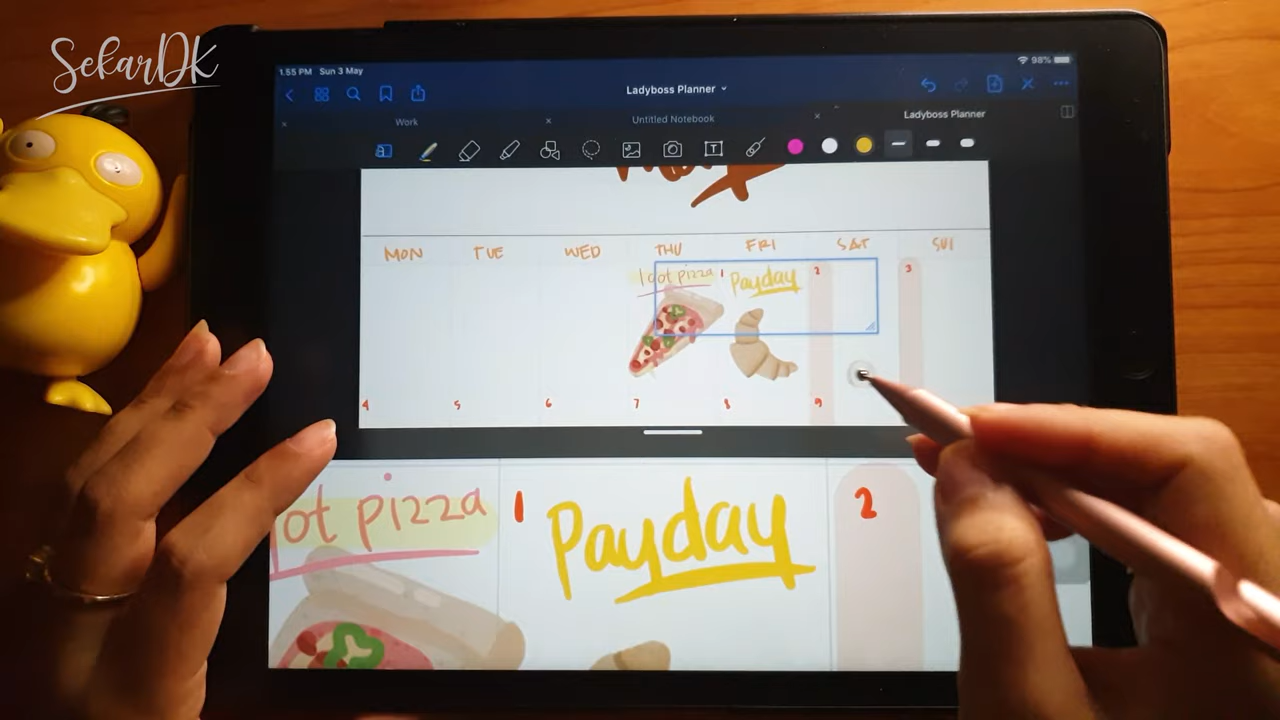 SekarDK
1.55 PM Sun 3 May
98%
Ladyboss Planner
Work
Untitled Notebook
Ladyboss Planner
T
MON TUE WED THU FRI SAT SUN
I got pizza
1 Payday
2
3
4 5 6 7 8 9
got pizza
1 Payday
2